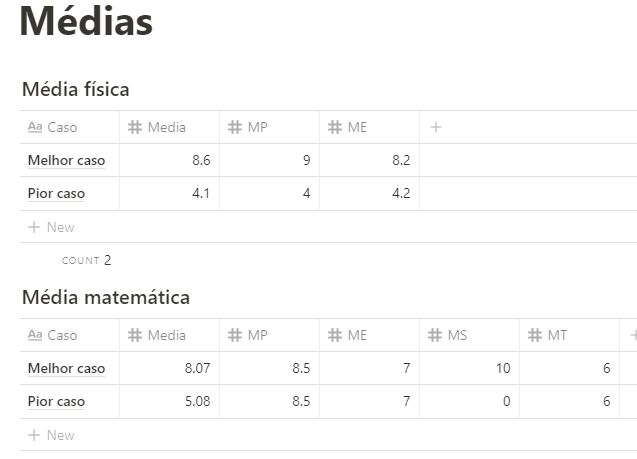 Médias
Média física
Aa Caso # Media # MP # ME +
Melhor caso 8.6 9 8.2
Pior caso 4.1 4 4.2
+ New
COUNT 2
Média matemática
Aa Caso # Media # MP # ME # MS # MT +
Melhor caso 8.07 8.5 7 10 6
Pior caso 5.08 8.5 7 0 6
+ New